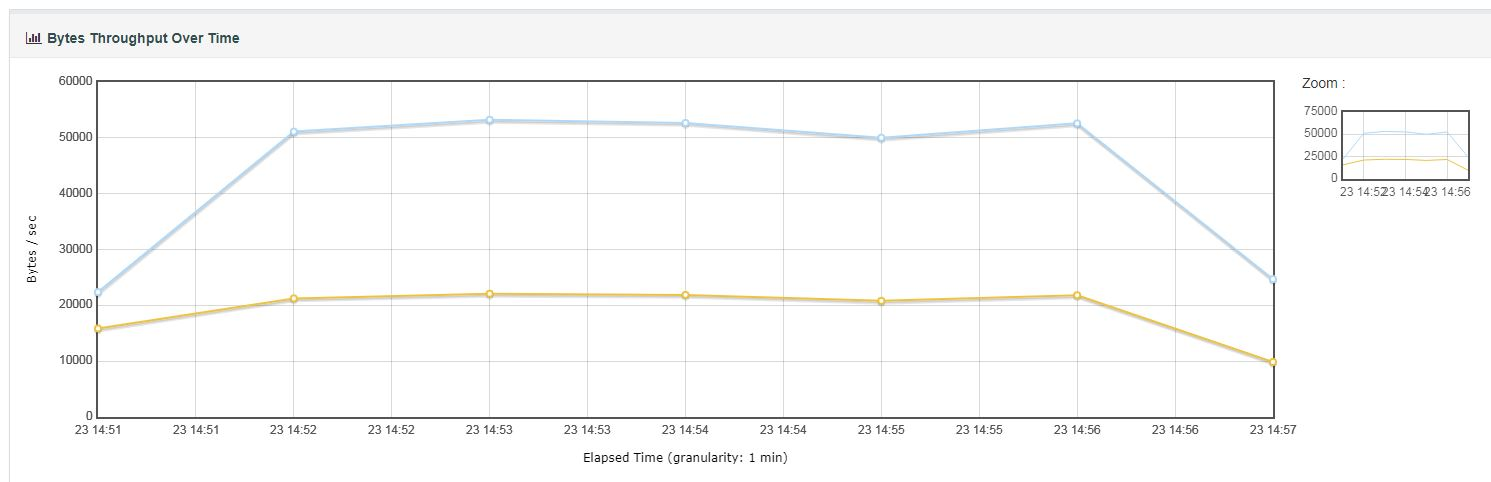 Bytes Throughput Over Time
Zoom :
60000
50000
40000
30000
20000
10000
0
Bytes / sec
23 14:51 23 14:51 23 14:52 23 14:52 23 14:53 23 14:53 23 14:54 23 14:54 23 14:55 23 14:55 23 14:56 23 14:56 23 14:57
Elapsed Time (granularity: 1 min)
75000
50000
25000
0
23 14:52 23 14:54 23 14:56